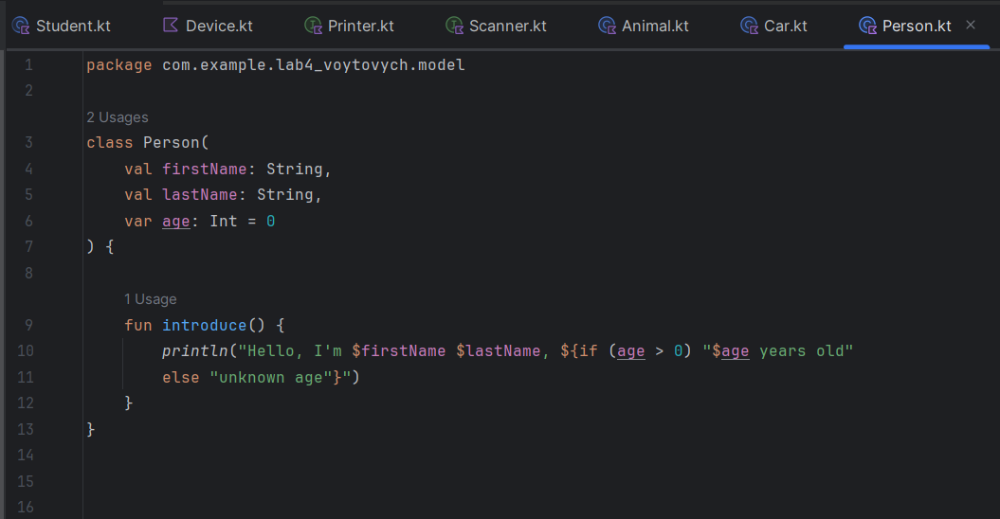 Student.kt Device.kt Printer.kt Scanner.kt Animal.kt Car.kt Person.kt
1 package com.example.lab4_voytovych.model
2
2 Usages
3 class Person(
4     val firstName: String,
5     val lastName: String,
6     var age: Int = 0
7 ) {
8
1 Usage
9     fun introduce() {
10         println("Hello, I'm $firstName $lastName, ${if (age > 0) "$age years old"
11         else "unknown age"}")
12     }
13 }
14
15
16